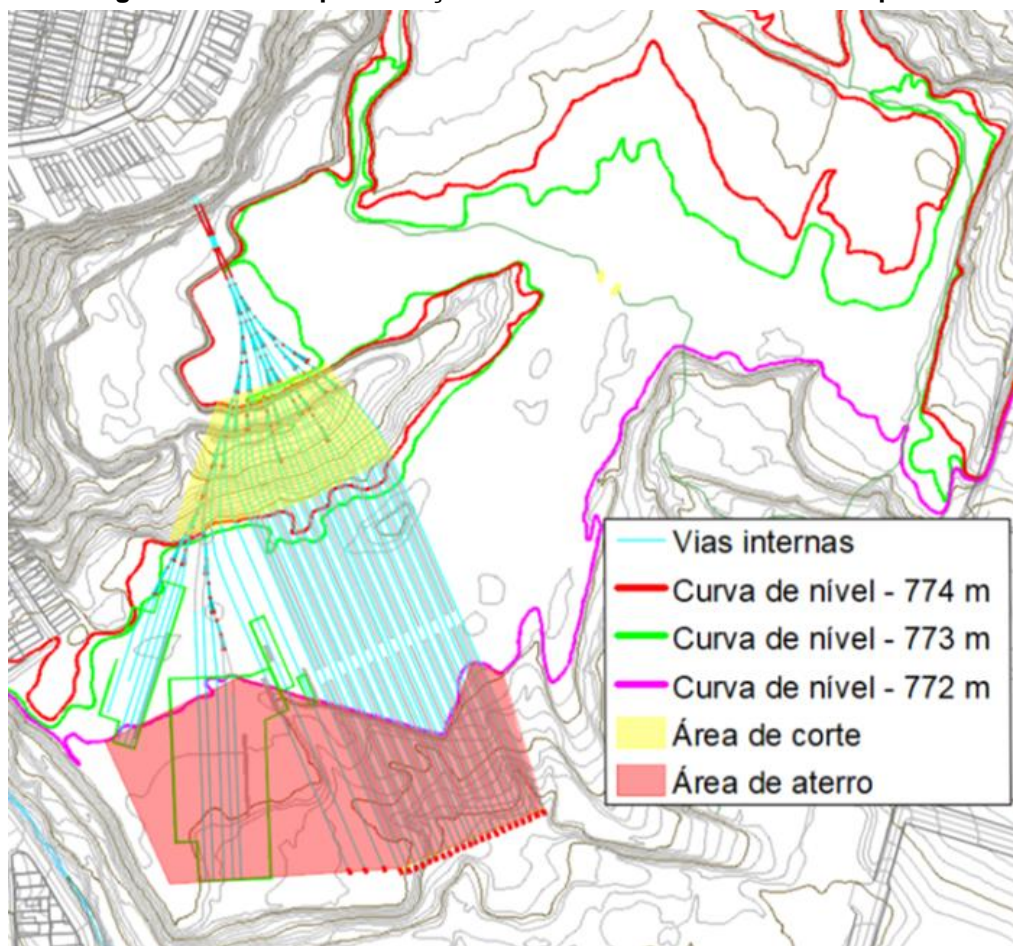 Vias internas
Curva de nível - 774 m
Curva de nível - 773 m
Curva de nível - 772 m
Área de corte
Área de aterro